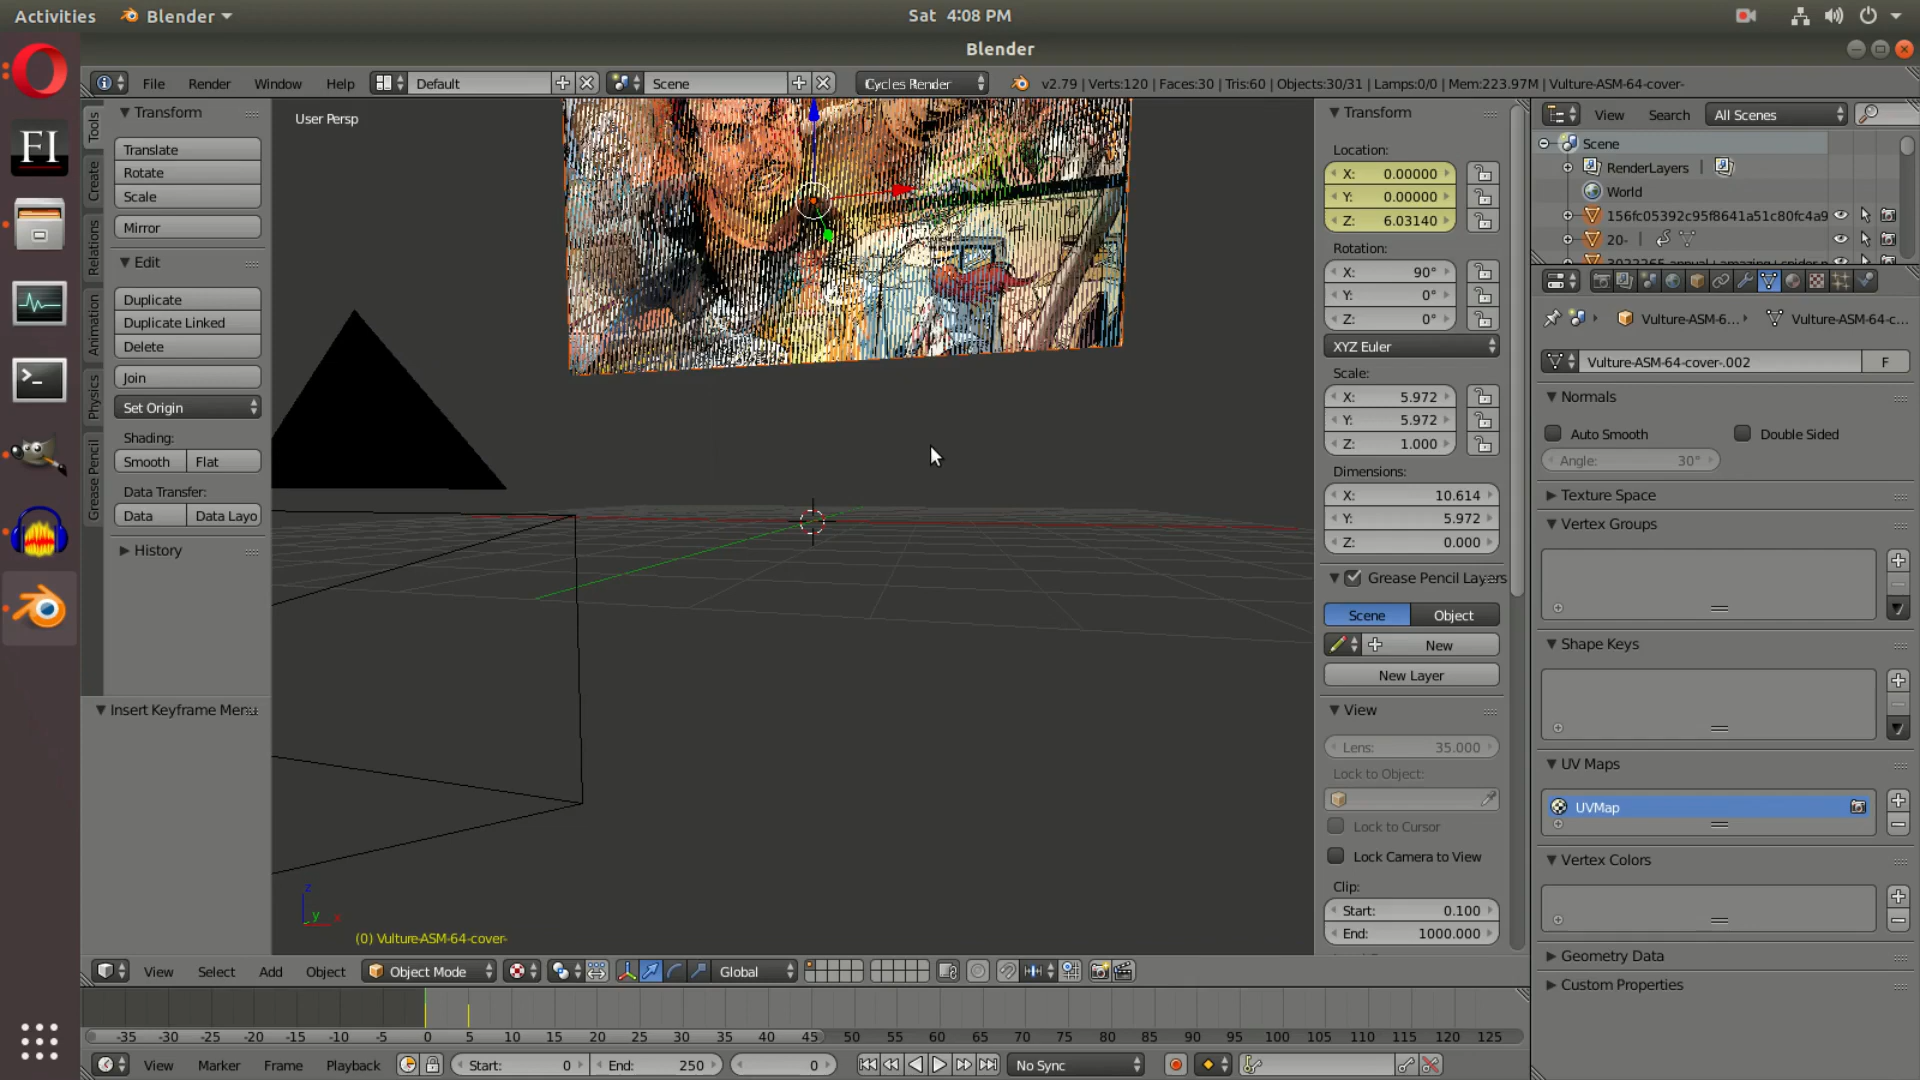 Activities
Blender
Sat 4:08 PM
Blender
File Render Window Help
Default
Scene
Cycles Render
v2.79 | Verts:120 | Faces:30 | Tris:60 | Objects:30/31 | Lamps:0/0 | Mem:223.97M | Vulture-ASM-64-cover-
Tools
Create
Relations
Animation
Physics
Grease Pencil
Transform
Translate
Rotate
Scale
Mirror
Edit
Duplicate
Duplicate Linked
Delete
Join
Set Origin
Shading:
Smooth Flat
Data Transfer:
Data Data Layo
History
Insert Keyframe Menu
FI
User Persp
(0) Vulture-ASM-64-cover-
z
y x
Transform
Location:
X: 0.00000
Y: 0.00000
Z: 6.03140
Rotation:
X: 90°
Y: 0°
Z: 0°
XYZ Euler
Scale:
X: 5.972
Y: 5.972
Z: 1.000
Dimensions:
X: 10.614
Y: 5.972
Z: 0.000
Grease Pencil Layers
Scene Object
New
New Layer
View
Lens: 35.000
Lock to Object:
Lock to Cursor
Lock Camera to View
Clip:
Start: 0.100
End: 1000.000
View Search All Scenes
Scene
RenderLayers |
World
156fc05392c95f8641a51c80fc4a9
20- |
Vulture-ASM-6... Vulture-ASM-64-c...
Vulture-ASM-64-cover-.002 F
Normals
Auto Smooth Double Sided
Angle: 30°
Texture Space
Vertex Groups
Shape Keys
UV Maps
UVMap
Vertex Colors
Geometry Data
Custom Properties
View Select Add Object Object Mode Global
-35 -30 -25 -20 -15 -10 -5 0 5 10 15 20 25 30 35 40 45 50 55 60 65 70 75 80 85 90 95 100 105 110 115 120 125
View Marker Frame Playback Start: 0 End: 250 0 No Sync